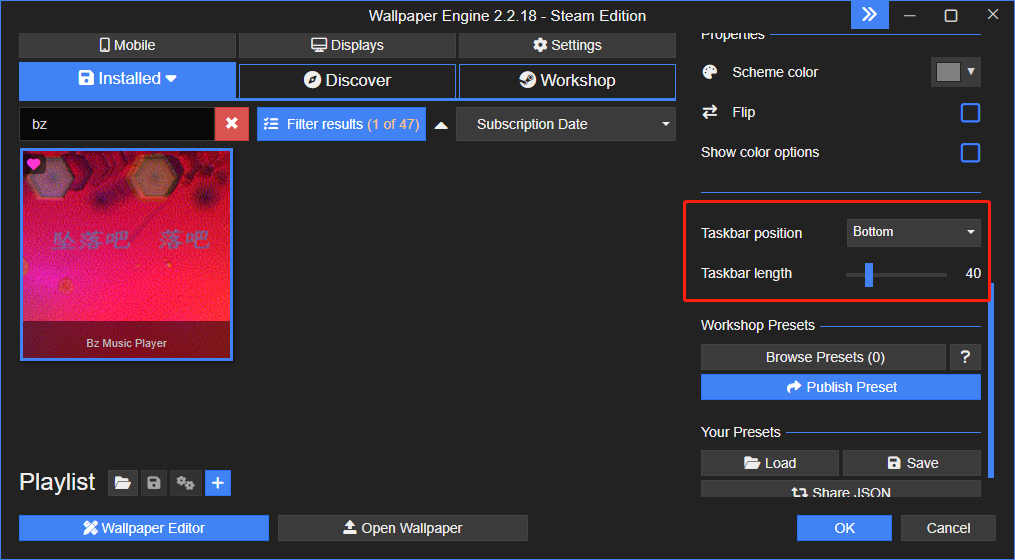 Wallpaper Engine 2.2.18 - Steam Edition
Mobile
Displays
Settings
Installed
Discover
Workshop
bz
Filter results (1 of 47)
Subscription Date
坠落吧 落吧
Bz Music Player
Properties
Scheme color
Flip
Show color options
Taskbar position
Bottom
Taskbar length
40
Workshop Presets
Browse Presets (0)
?
Publish Preset
Your Presets
Load
Save
Share JSON
Playlist
Wallpaper Editor
Open Wallpaper
OK
Cancel